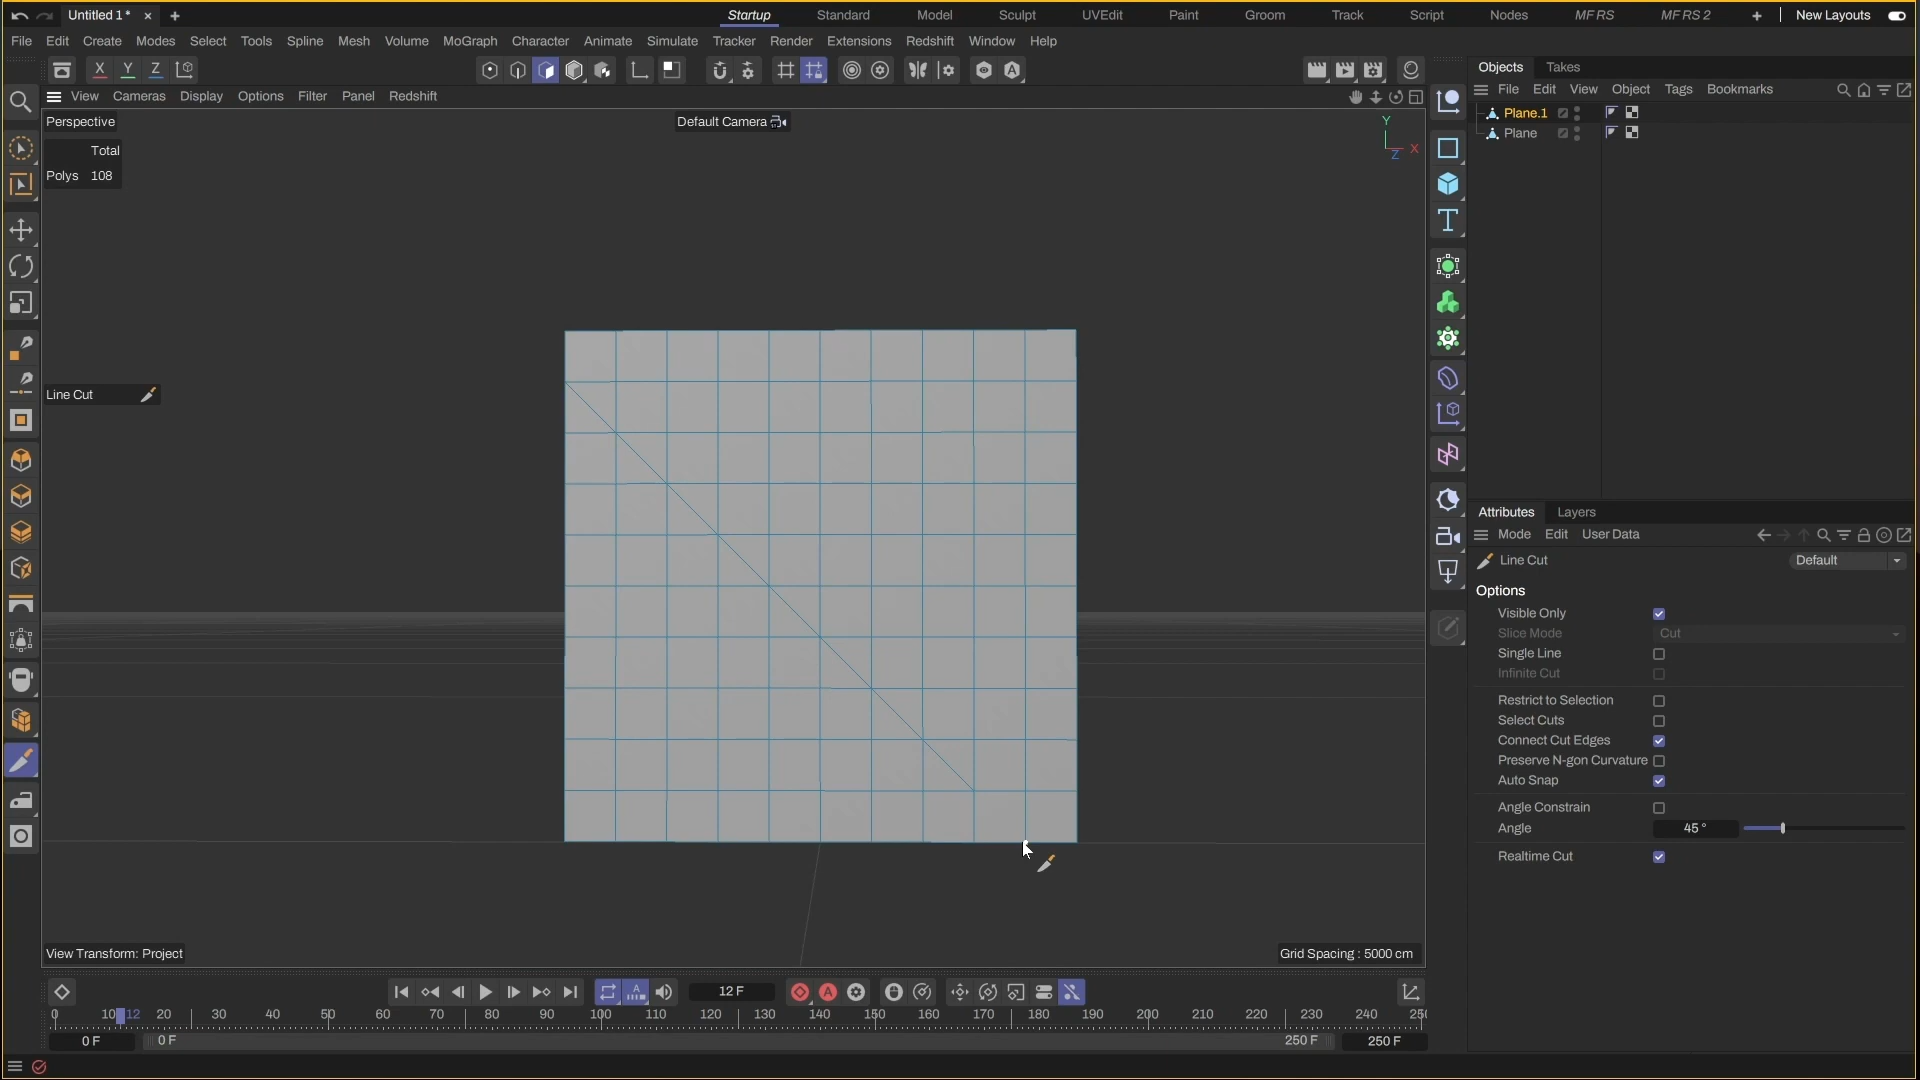 Untitled 1 *
Startup
Standard
Model
Sculpt
UVEdit
Paint
Groom
Track
Script
Nodes
MF RS
MF RS 2
New Layouts
File Edit Create Modes Select Tools Spline Mesh Volume MoGraph Character Animate Simulate Tracker Render Extensions Redshift Window Help
X Y Z
View Cameras Display Options Filter Panel Redshift
Perspective
Default Camera
Y
X
Z
Total
Polys 108
Line Cut
View Transform: Project
Grid Spacing : 5000 cm
12 F
0 10 12 20 30 40 50 60 70 80 90 100 110 120 130 140 150 160 170 180 190 200 210 220 230 240
0 F
0 F
250 F
250 F
Objects Takes
File Edit View Object Tags Bookmarks
Plane.1
Plane
Attributes Layers
Mode Edit User Data
Line Cut
Default
Options
Visible Only
Slice Mode Cut
Single Line
Infinite Cut
Restrict to Selection
Select Cuts
Connect Cut Edges
Preserve N-gon Curvature
Auto Snap
Angle Constrain
Angle 45 °
Realtime Cut